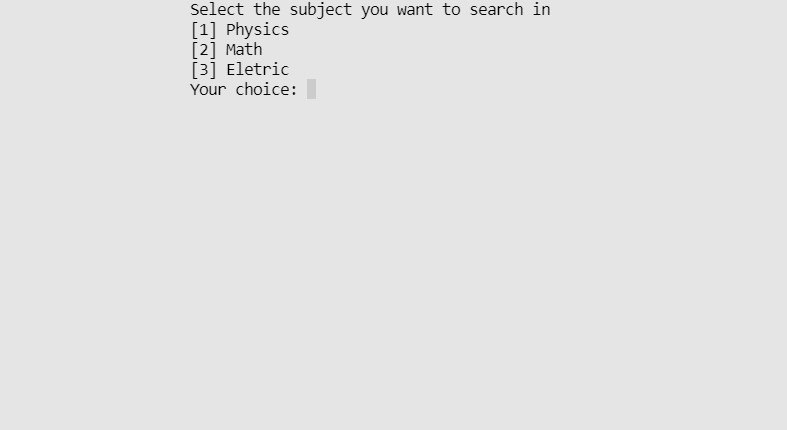 Select the subject you want to search in
[1] Physics
[2] Math
[3] Eletric
Your choice: